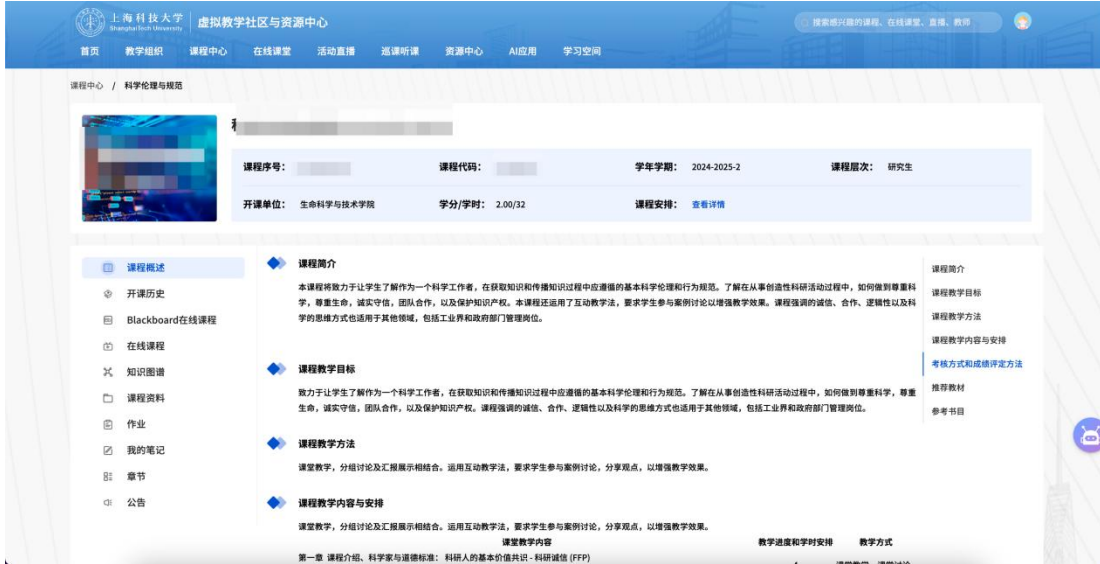 上海科技大学
ShanghaiTech University
虚拟教学社区与资源中心
搜索感兴趣的课程、在线课堂、直播、教师
首页 教学组织 课程中心 在线课堂 活动直播 巡课听课 资源中心 AI应用 学习空间
课程中心 / 科学伦理与规范
课程序号： 课程代码： 学年学期： 2024-2025-2 课程层次： 研究生
开课单位： 生命科学与技术学院 学分/学时： 2.00/32 课程安排： 查看详情
课程概述
开课历史
Blackboard在线课程
在线课程
知识图谱
课程资料
作业
我的笔记
章节
公告
课程简介
本课程将致力于让学生了解作为一个科学工作者，在获取知识和传播知识过程中应遵循的基本科学伦理和行为规范。了解在从事创造性科研活动过程中，如何做到尊重科
学，尊重生命，诚实守信，团队合作，以及保护知识产权。本课程还运用了互动教学法，要求学生参与案例讨论以增强教学效果。课程强调的诚信、合作、逻辑性以及科
学的思维方式也适用于其他领域，包括工业界和政府部门管理岗位。
课程教学目标
致力于让学生了解作为一个科学工作者，在获取知识和传播知识过程中应遵循的基本科学伦理和行为规范。了解在从事创造性科研活动过程中，如何做到尊重科学，尊重
生命，诚实守信，团队合作，以及保护知识产权。课程强调的诚信、合作、逻辑性以及科学的思维方式也适用于其他领域，包括工业界和政府部门管理岗位。
课程教学方法
课堂教学，分组讨论及汇报展示相结合。运用互动教学法，要求学生参与案例讨论，分享观点，以增强教学效果。
课程教学内容与安排
课堂教学，分组讨论及汇报展示相结合。运用互动教学法，要求学生参与案例讨论，分享观点，以增强教学效果。
课堂教学内容 教学进度和学时安排 教学方式
第一章 课程介绍、科学家与道德标准： 科研人的基本价值共识 - 科研诚信 (FFP)
课程简介
课程教学目标
课程教学方法
课程教学内容与安排
考核方式和成绩评定方法
推荐教材
参考书目